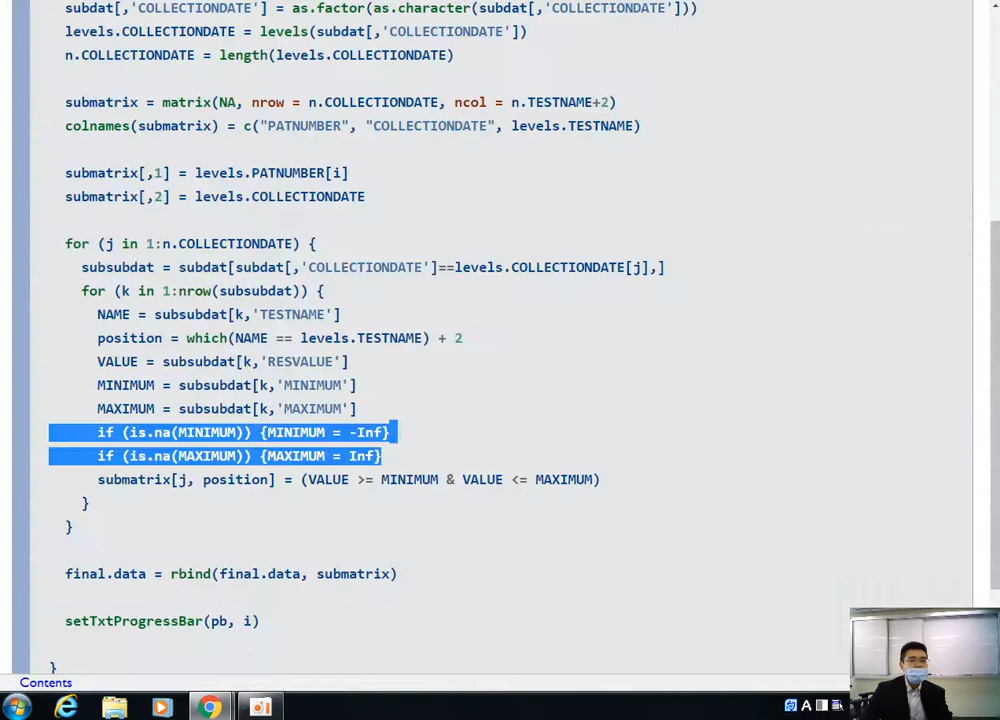 subdat[,'COLLECTIONDATE'] = as.factor(as.character(subdat[,'COLLECTIONDATE']))
levels.COLLECTIONDATE = levels(subdat[,'COLLECTIONDATE'])
n.COLLECTIONDATE = length(levels.COLLECTIONDATE)
submatrix = matrix(NA, nrow = n.COLLECTIONDATE, ncol = n.TESTNAME+2)
colnames(submatrix) = c("PATNUMBER", "COLLECTIONDATE", levels.TESTNAME)
submatrix[,1] = levels.PATNUMBER[i]
submatrix[,2] = levels.COLLECTIONDATE
for (j in 1:n.COLLECTIONDATE) {
subsubdat = subdat[subdat[,'COLLECTIONDATE']==levels.COLLECTIONDATE[j],]
for (k in 1:nrow(subsubdat)) {
NAME = subsubdat[k,'TESTNAME']
position = which(NAME == levels.TESTNAME) + 2
VALUE = subsubdat[k,'RESVALUE']
MINIMUM = subsubdat[k,'MINIMUM']
MAXIMUM = subsubdat[k,'MAXIMUM']
if (is.na(MINIMUM)) {MINIMUM = -Inf}
if (is.na(MAXIMUM)) {MAXIMUM = Inf}
submatrix[j, position] = (VALUE >= MINIMUM & VALUE <= MAXIMUM)
}
}
final.data = rbind(final.data, submatrix)
setTxtProgressBar(pb, i)
}
Contents
A